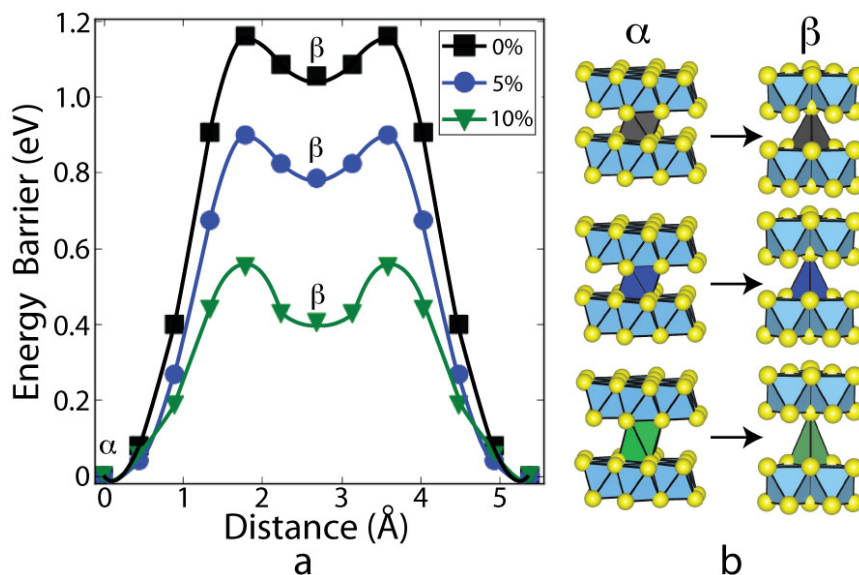 1.2
1.0
0.8
0.6
0.4
0.2
0
Energy Barrier (eV)
α
β
β
β
0%
5%
10%
0 1 2 3 4 5
Distance (Å)
a
α β
b